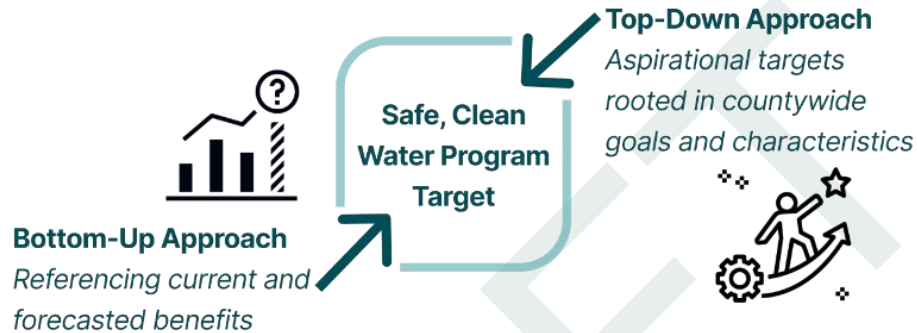 Top-Down Approach
Aspirational targets
rooted in countywide
goals and characteristics
Safe, Clean
Water Program
Target
?
Bottom-Up Approach
Referencing current and
forecasted benefits